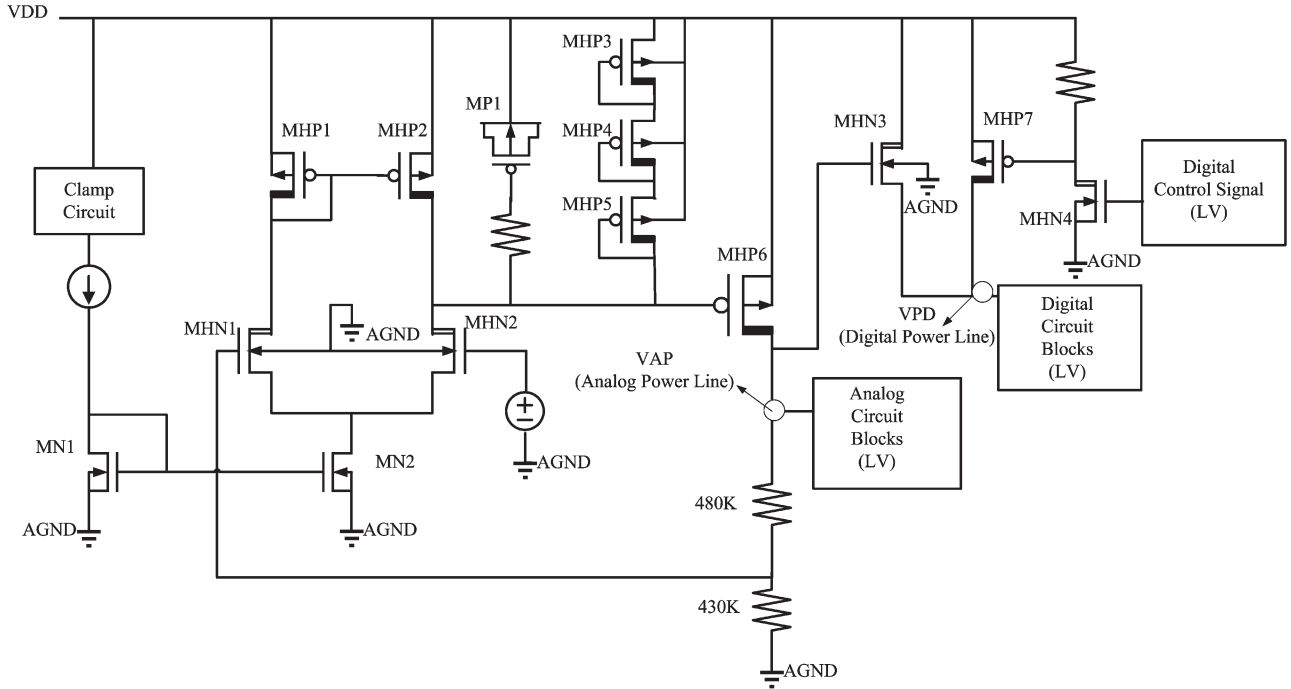 VDD
MHP3
MP1
MHP1
MHP2
MHP4
MHN3
MHP7
Clamp
Circuit
Digital
Control Signal
(LV)
MHP5
AGND
MHN4
MHP6
AGND
MHN1
AGND
MHN2
VPD
(Digital Power Line)
Digital
Circuit
Blocks
(LV)
VAP
(Analog Power Line)
Analog
Circuit
Blocks
(LV)
MN1
MN2
AGND
480K
AGND
AGND
430K
AGND